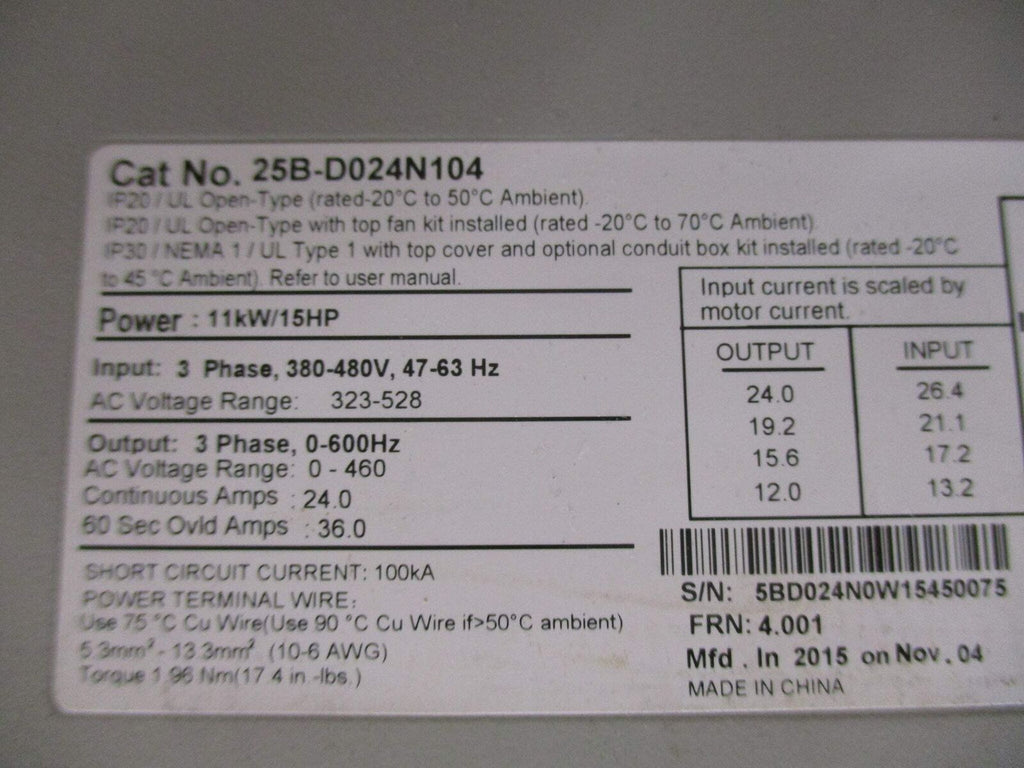 Cat No. 25B-D024N104
IP20 / UL Open-Type (rated-20°C to 50°C Ambient).
IP20 / UL Open-Type with top fan kit installed (rated -20°C to 70°C Ambient)
IP30 / NEMA 1 / UL Type 1 with top cover and optional conduit box kit installed (rated -20°C
to 45 °C Ambient). Refer to user manual.
Power : 11kW/15HP
Input: 3 Phase, 380-480V, 47-63 Hz
AC Voltage Range: 323-528
Output: 3 Phase, 0-600Hz
AC Voltage Range: 0 - 460
Continuous Amps : 24.0
60 Sec Ovld Amps : 36.0
SHORT CIRCUIT CURRENT: 100kA
POWER TERMINAL WIRE:
Use 75 °C Cu Wire(Use 90 °C Cu Wire if>50°C ambient)
5.3mm² - 13.3mm² (10-6 AWG)
Torque 1.96 Nm(17.4 in.-lbs.)
Input current is scaled by
motor current.
OUTPUT INPUT
24.0 26.4
19.2 21.1
15.6 17.2
12.0 13.2
S/N: 5BD024N0W15450075
FRN: 4.001
Mfd . In 2015 on Nov. 04
MADE IN CHINA